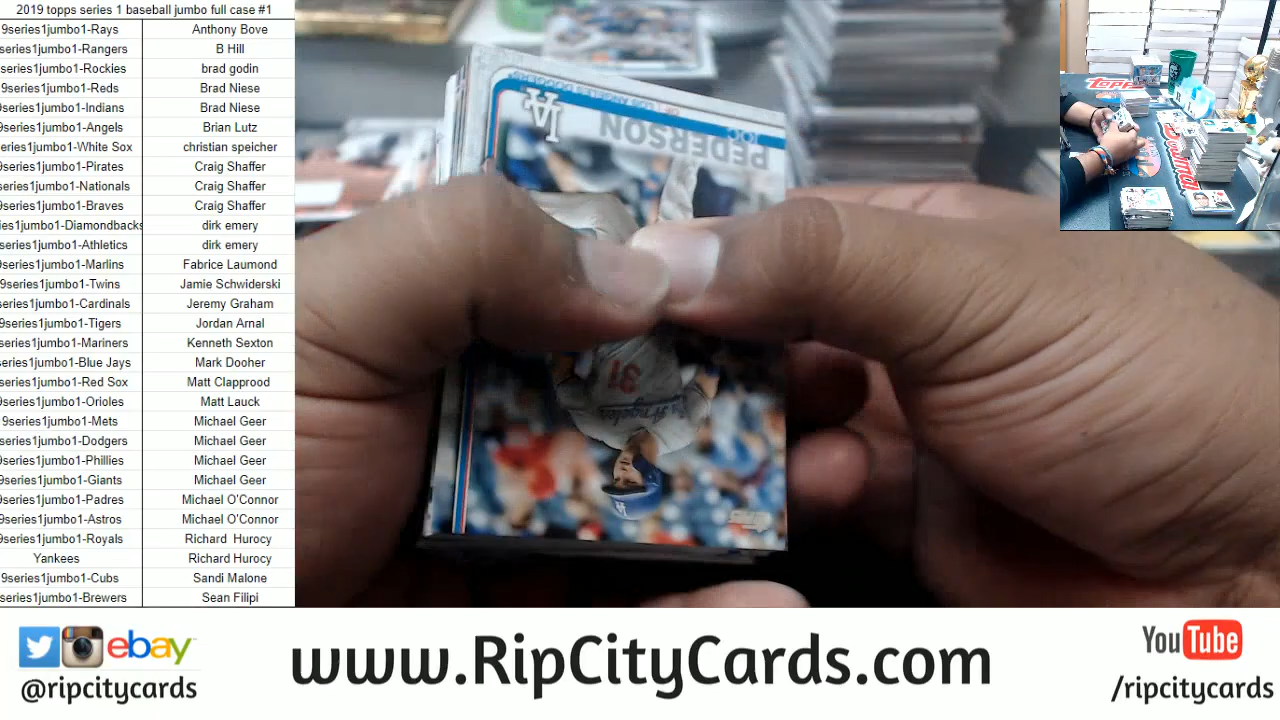 2019 topps series 1 baseball jumbo full case #1
9series1jumbo1-Rays Anthony Bove
series1jumbo1-Rangers B Hill
series1jumbo1-Rockies brad godin
9series1jumbo1-Reds Brad Niese
9series1jumbo1-Indians Brad Niese
series1jumbo1-Angels Brian Lutz
series1jumbo1-White Sox christian speicher
9series1jumbo1-Pirates Craig Shaffer
series1jumbo1-Nationals Craig Shaffer
series1jumbo1-Braves Craig Shaffer
ies1jumbo1-Diamondbacks dirk emery
series1jumbo1-Athletics dirk emery
series1jumbo1-Marlins Fabrice Laumond
9series1jumbo1-Twins Jamie Schwiderski
series1jumbo1-Cardinals Jeremy Graham
9series1jumbo1-Tigers Jordan Arnal
series1jumbo1-Mariners Kenneth Sexton
series1jumbo1-Blue Jays Mark Dooher
series1jumbo1-Red Sox Matt Clapprood
series1jumbo1-Orioles Matt Lauck
9series1jumbo1-Mets Michael Geer
series1jumbo1-Dodgers Michael Geer
series1jumbo1-Phillies Michael Geer
9series1jumbo1-Giants Michael Geer
series1jumbo1-Padres Michael O'Connor
series1jumbo1-Astros Michael O'Connor
9series1jumbo1-Royals Richard Hurocy
Yankees Richard Hurocy
9series1jumbo1-Cubs Sandi Malone
series1jumbo1-Brewers Sean Filipi
LOS ANGELES DODGERS
JOC
PEDERSON
LA
31
Topps
ebay
@ripcitycards
www.RipCityCards.com
YouTube
/ripcitycards